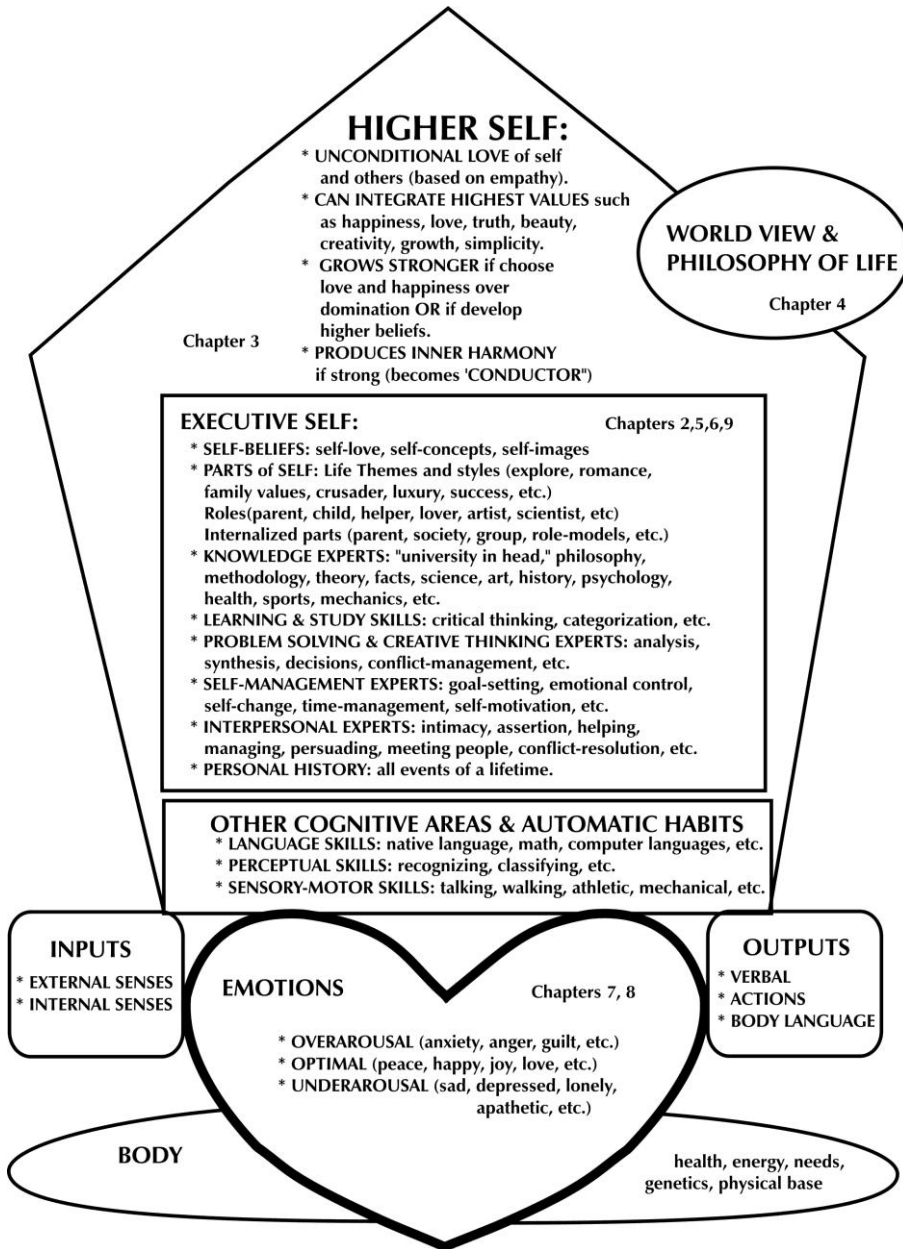 HIGHER SELF:
* UNCONDITIONAL LOVE of self
and others (based on empathy).
* CAN INTEGRATE HIGHEST VALUES such
as happiness, love, truth, beauty,
creativity, growth, simplicity.
* GROWS STRONGER if choose
love and happiness over
domination OR if develop
higher beliefs.
* PRODUCES INNER HARMONY
if strong (becomes 'CONDUCTOR")
Chapter 3
WORLD VIEW &
PHILOSOPHY OF LIFE
Chapter 4
EXECUTIVE SELF: Chapters 2,5,6,9
* SELF-BELIEFS: self-love, self-concepts, self-images
* PARTS of SELF: Life Themes and styles (explore, romance,
family values, crusader, luxury, success, etc.)
Roles(parent, child, helper, lover, artist, scientist, etc)
Internalized parts (parent, society, group, role-models, etc.)
* KNOWLEDGE EXPERTS: "university in head," philosophy,
methodology, theory, facts, science, art, history, psychology,
health, sports, mechanics, etc.
* LEARNING & STUDY SKILLS: critical thinking, categorization, etc.
* PROBLEM SOLVING & CREATIVE THINKING EXPERTS: analysis,
synthesis, decisions, conflict-management, etc.
* SELF-MANAGEMENT EXPERTS: goal-setting, emotional control,
self-change, time-management, self-motivation, etc.
* INTERPERSONAL EXPERTS: intimacy, assertion, helping,
managing, persuading, meeting people, conflict-resolution, etc.
* PERSONAL HISTORY: all events of a lifetime.
OTHER COGNITIVE AREAS & AUTOMATIC HABITS
* LANGUAGE SKILLS: native language, math, computer languages, etc.
* PERCEPTUAL SKILLS: recognizing, classifying, etc.
* SENSORY-MOTOR SKILLS: talking, walking, athletic, mechanical, etc.
INPUTS
* EXTERNAL SENSES
* INTERNAL SENSES
EMOTIONS Chapters 7, 8
* OVERAROUSAL (anxiety, anger, guilt, etc.)
* OPTIMAL (peace, happy, joy, love, etc.)
* UNDERAROUSAL (sad, depressed, lonely,
apathetic, etc.)
OUTPUTS
* VERBAL
* ACTIONS
* BODY LANGUAGE
BODY
health, energy, needs,
genetics, physical base